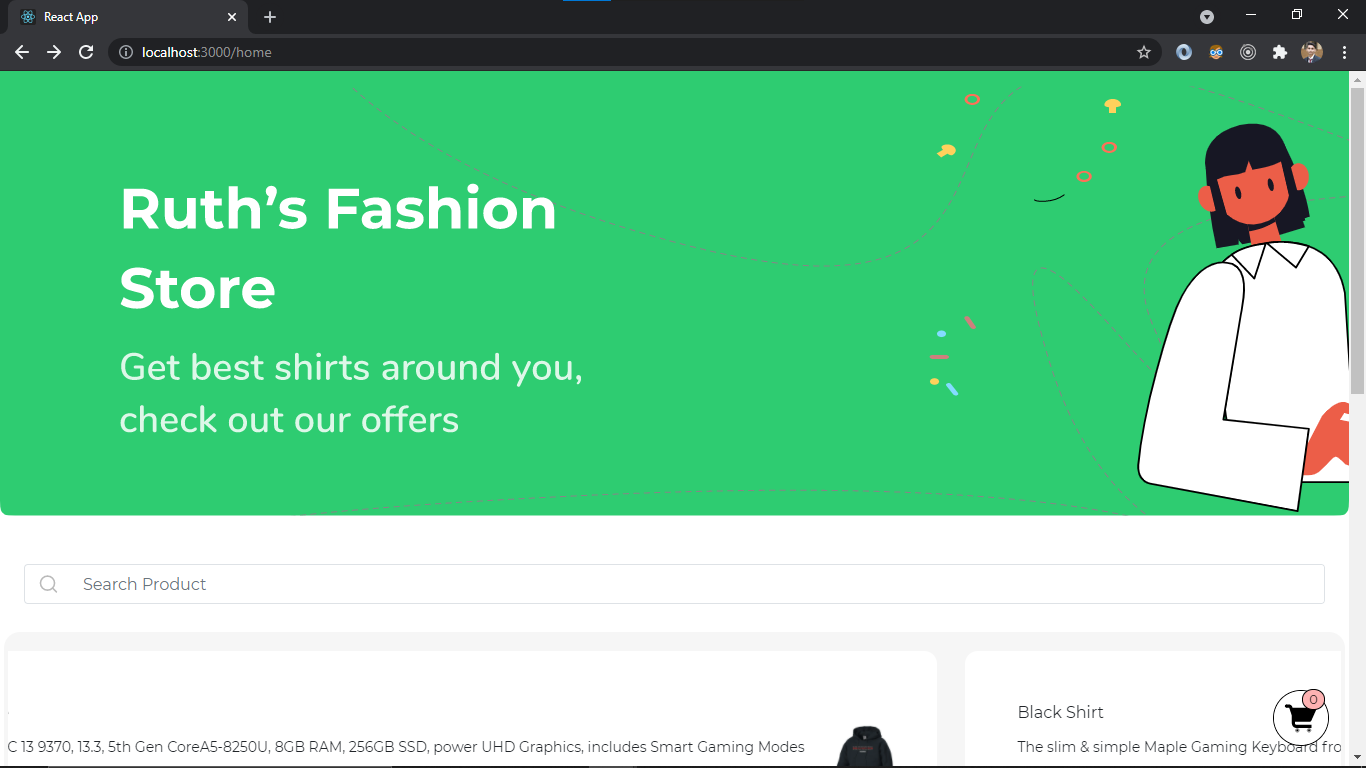 React App
localhost:3000/home
Ruth’s Fashion
Store
Get best shirts around you,
check out our offers
Search Product
Black Shirt
0
C 13 9370, 13.3, 5th Gen CoreA5-8250U, 8GB RAM, 256GB SSD, power UHD Graphics, includes Smart Gaming Modes
The slim & simple Maple Gaming Keyboard fro